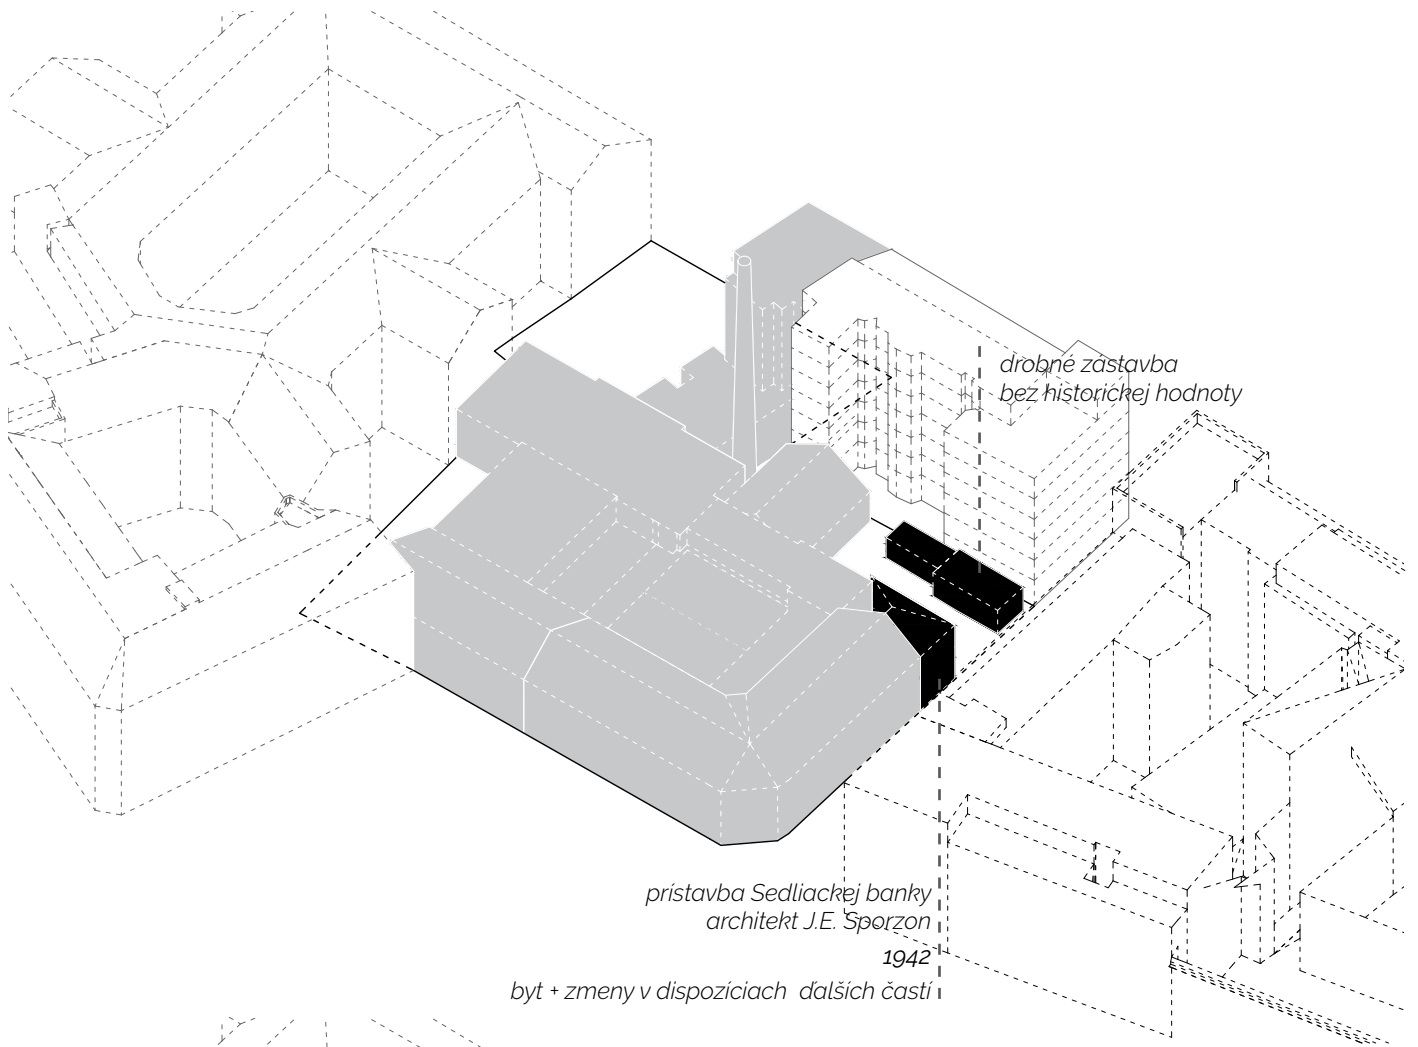 drobné zástavba
bez historickej hodnoty
prístavba Sedliackej banky
architekt J.E. Sporzon
1942
byt + zmeny v dispozíciach ďalších častí